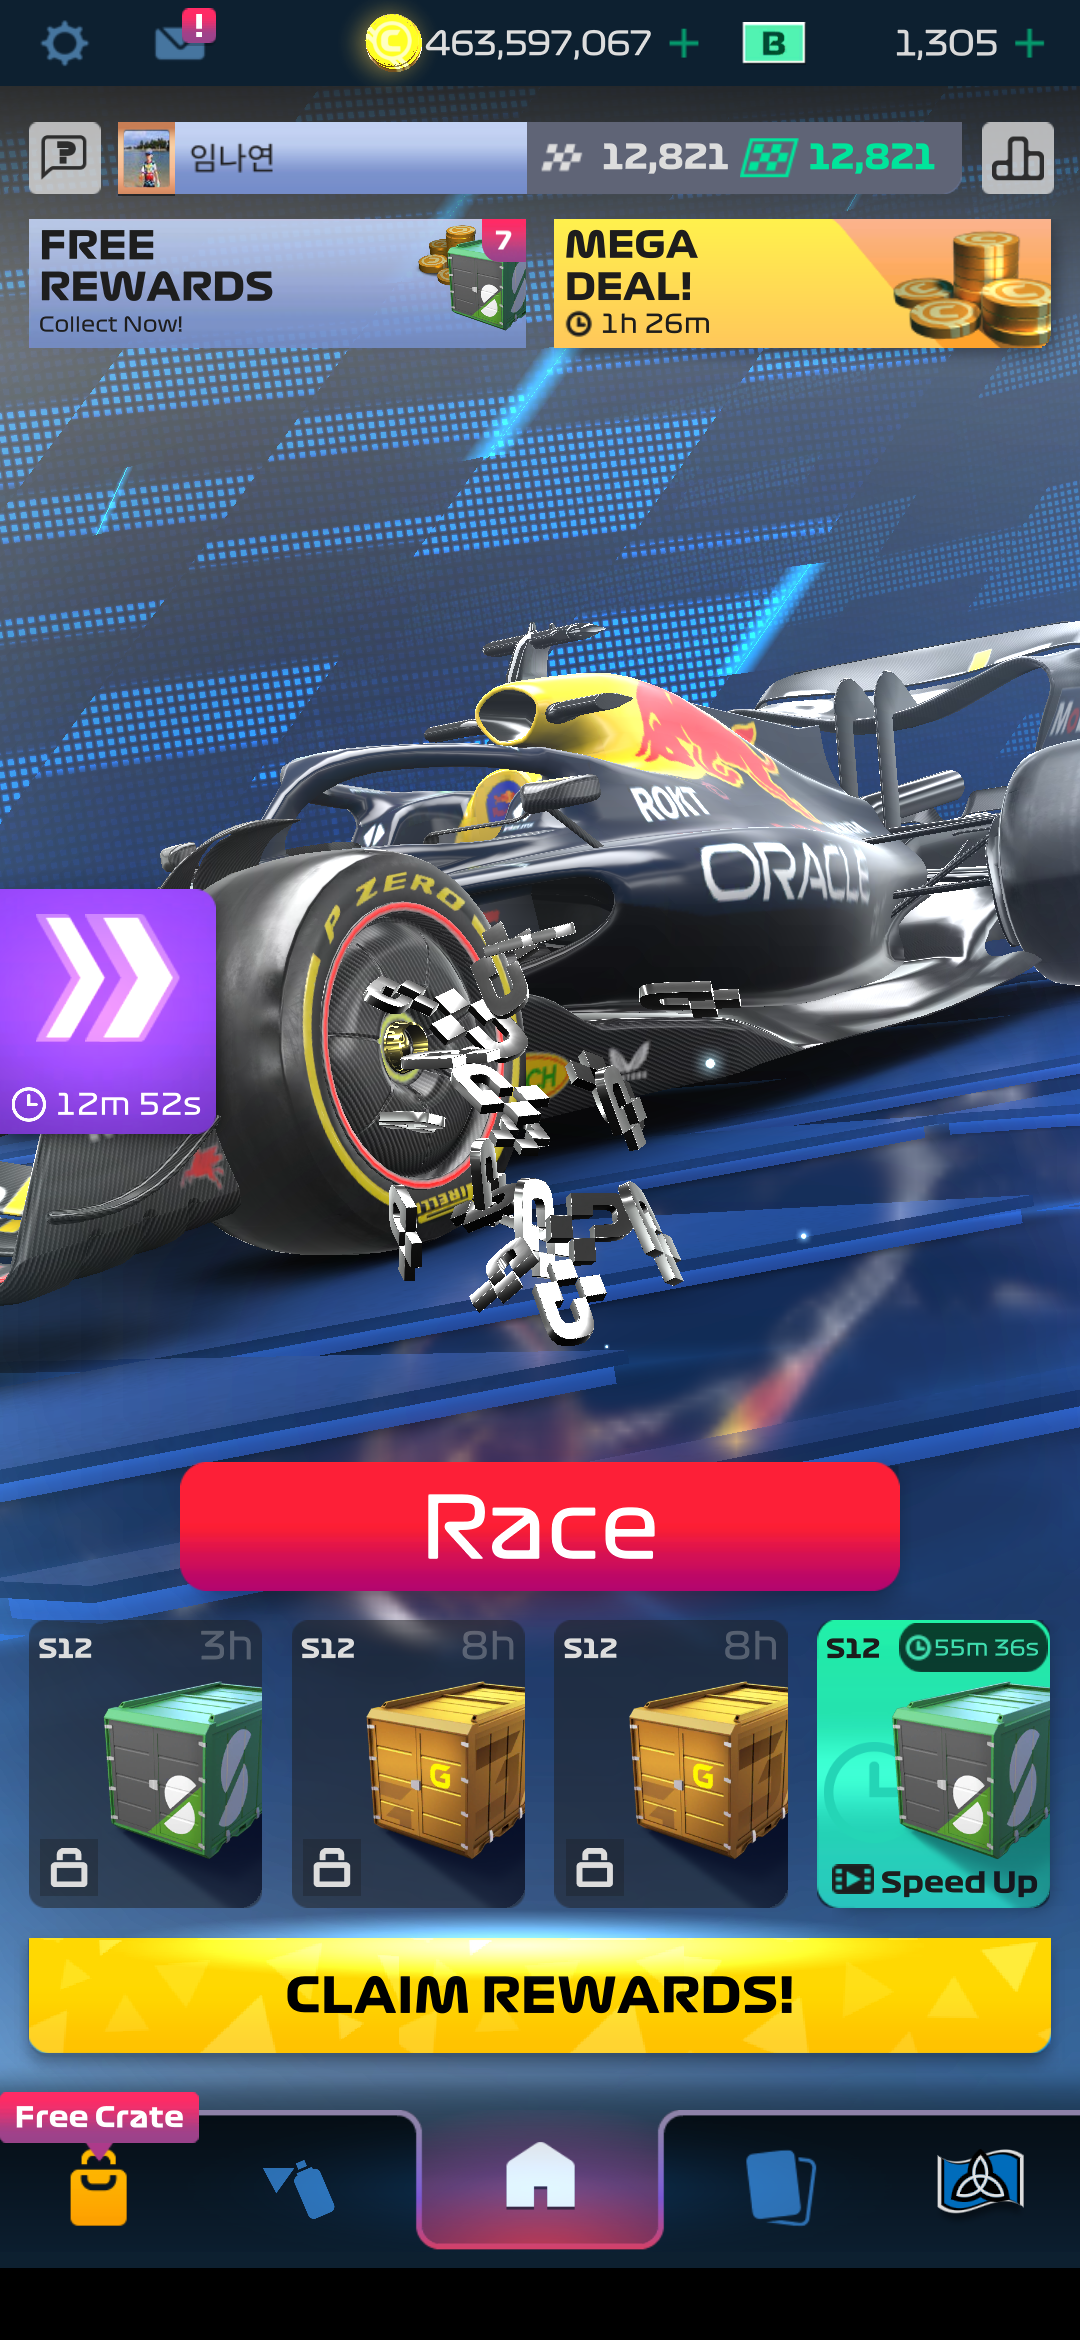 !
463,597,067
B
1,305
?
임나연
12,821
12,821
FREE
REWARDS
Collect Now!
7
MEGA
DEAL!
1h 26m
ROKT
ORACLE
P ZERO
12m 52s
Race
S12
3h
S12
8h
G
S12
8h
G
S12
55m 36s
Speed Up
CLAIM REWARDS!
Free Crate